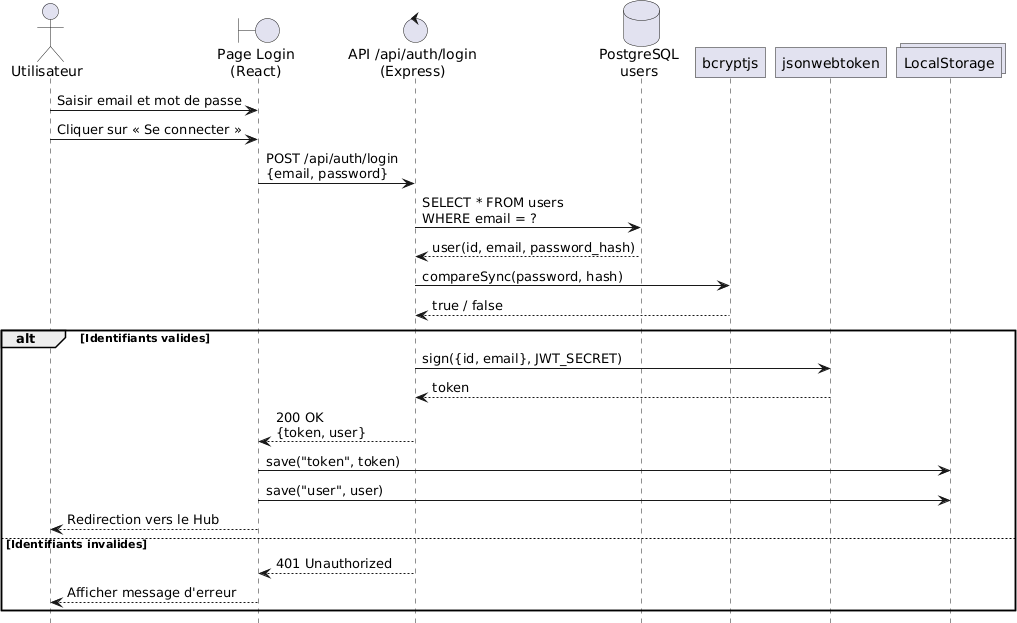 Utilisateur
Page Login
(React)
API /api/auth/login
(Express)
PostgreSQL
users
bcryptjs
jsonwebtoken
LocalStorage
Saisir email et mot de passe
Cliquer sur « Se connecter »
POST /api/auth/login
{email, password}
SELECT * FROM users
WHERE email = ?
user(id, email, password_hash)
compareSync(password, hash)
true / false
alt
[Identifiants valides]
sign({id, email}, JWT_SECRET)
token
200 OK
{token, user}
save("token", token)
save("user", user)
Redirection vers le Hub
[Identifiants invalides]
401 Unauthorized
Afficher message d'erreur